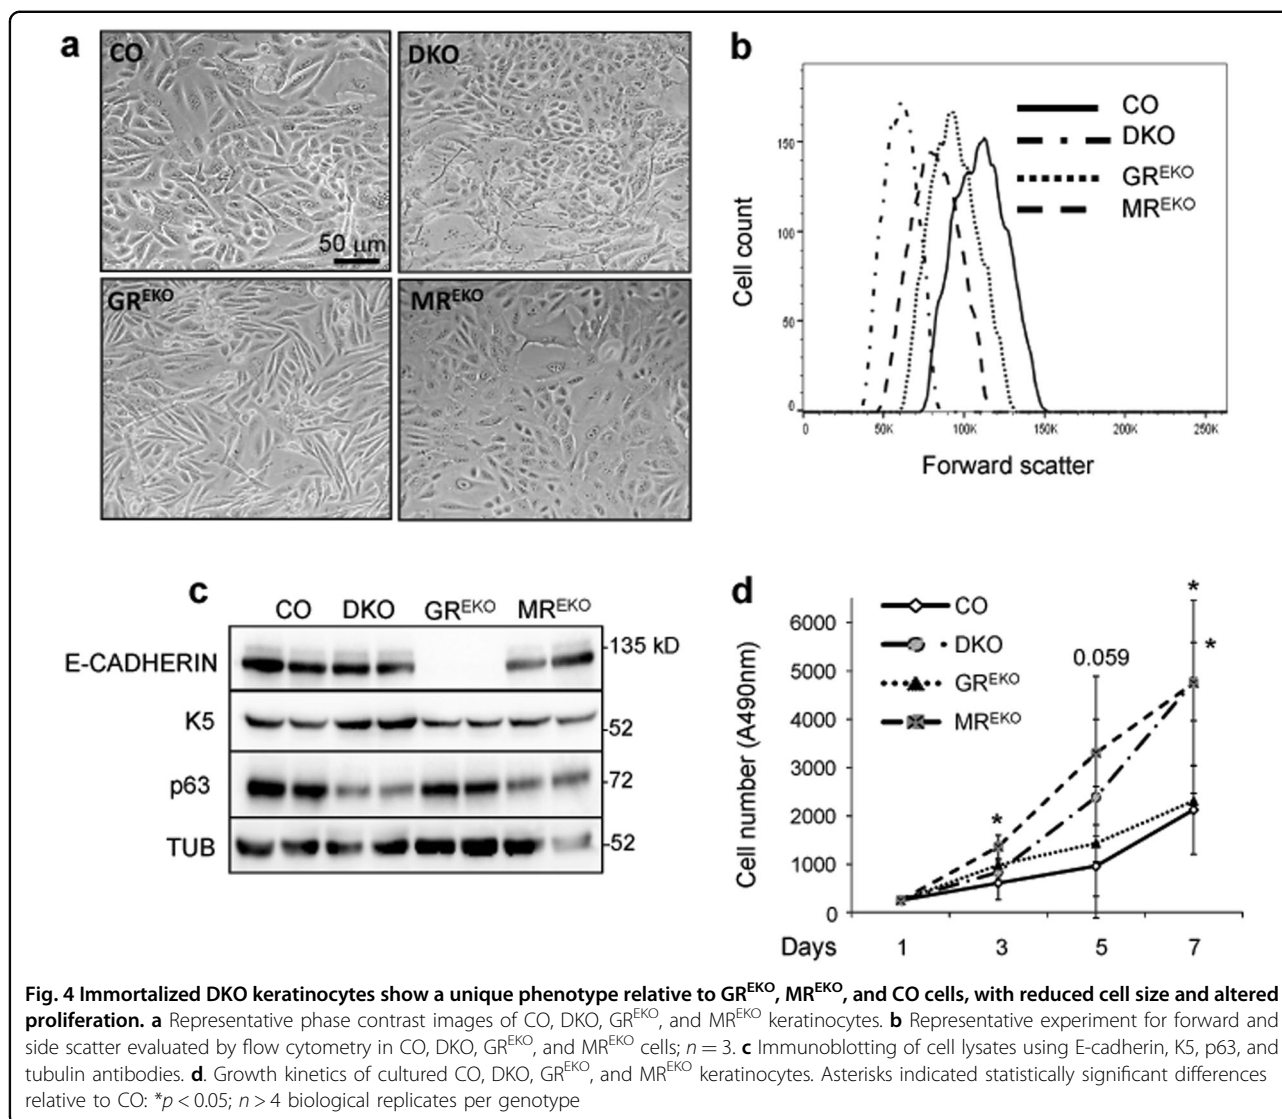 a
CO
DKO
50 µm
GR^EKO
MR^EKO
b
CO
DKO
GR^EKO
MR^EKO
Cell count
150
100
50
0
0 50K 100K 150K 200K 250K
Forward scatter
c
CO DKO GR^EKO MR^EKO
E-CADHERIN
-135 kD
K5
-52
p63
-72
TUB
-52
d
CO
DKO
GR^EKO
MR^EKO
Cell number (A490nm)
6000
5000
4000
3000
2000
1000
0
*
0.059
*
*
Days 1 3 5 7
Fig. 4 Immortalized DKO keratinocytes show a unique phenotype relative to GR^EKO, MR^EKO, and CO cells, with reduced cell size and altered
proliferation. a Representative phase contrast images of CO, DKO, GR^EKO, and MR^EKO keratinocytes. b Representative experiment for forward and
side scatter evaluated by flow cytometry in CO, DKO, GR^EKO, and MR^EKO cells; n = 3. c Immunoblotting of cell lysates using E-cadherin, K5, p63, and
tubulin antibodies. d. Growth kinetics of cultured CO, DKO, GR^EKO, and MR^EKO keratinocytes. Asterisks indicated statistically significant differences
relative to CO: *p < 0.05; n > 4 biological replicates per genotype